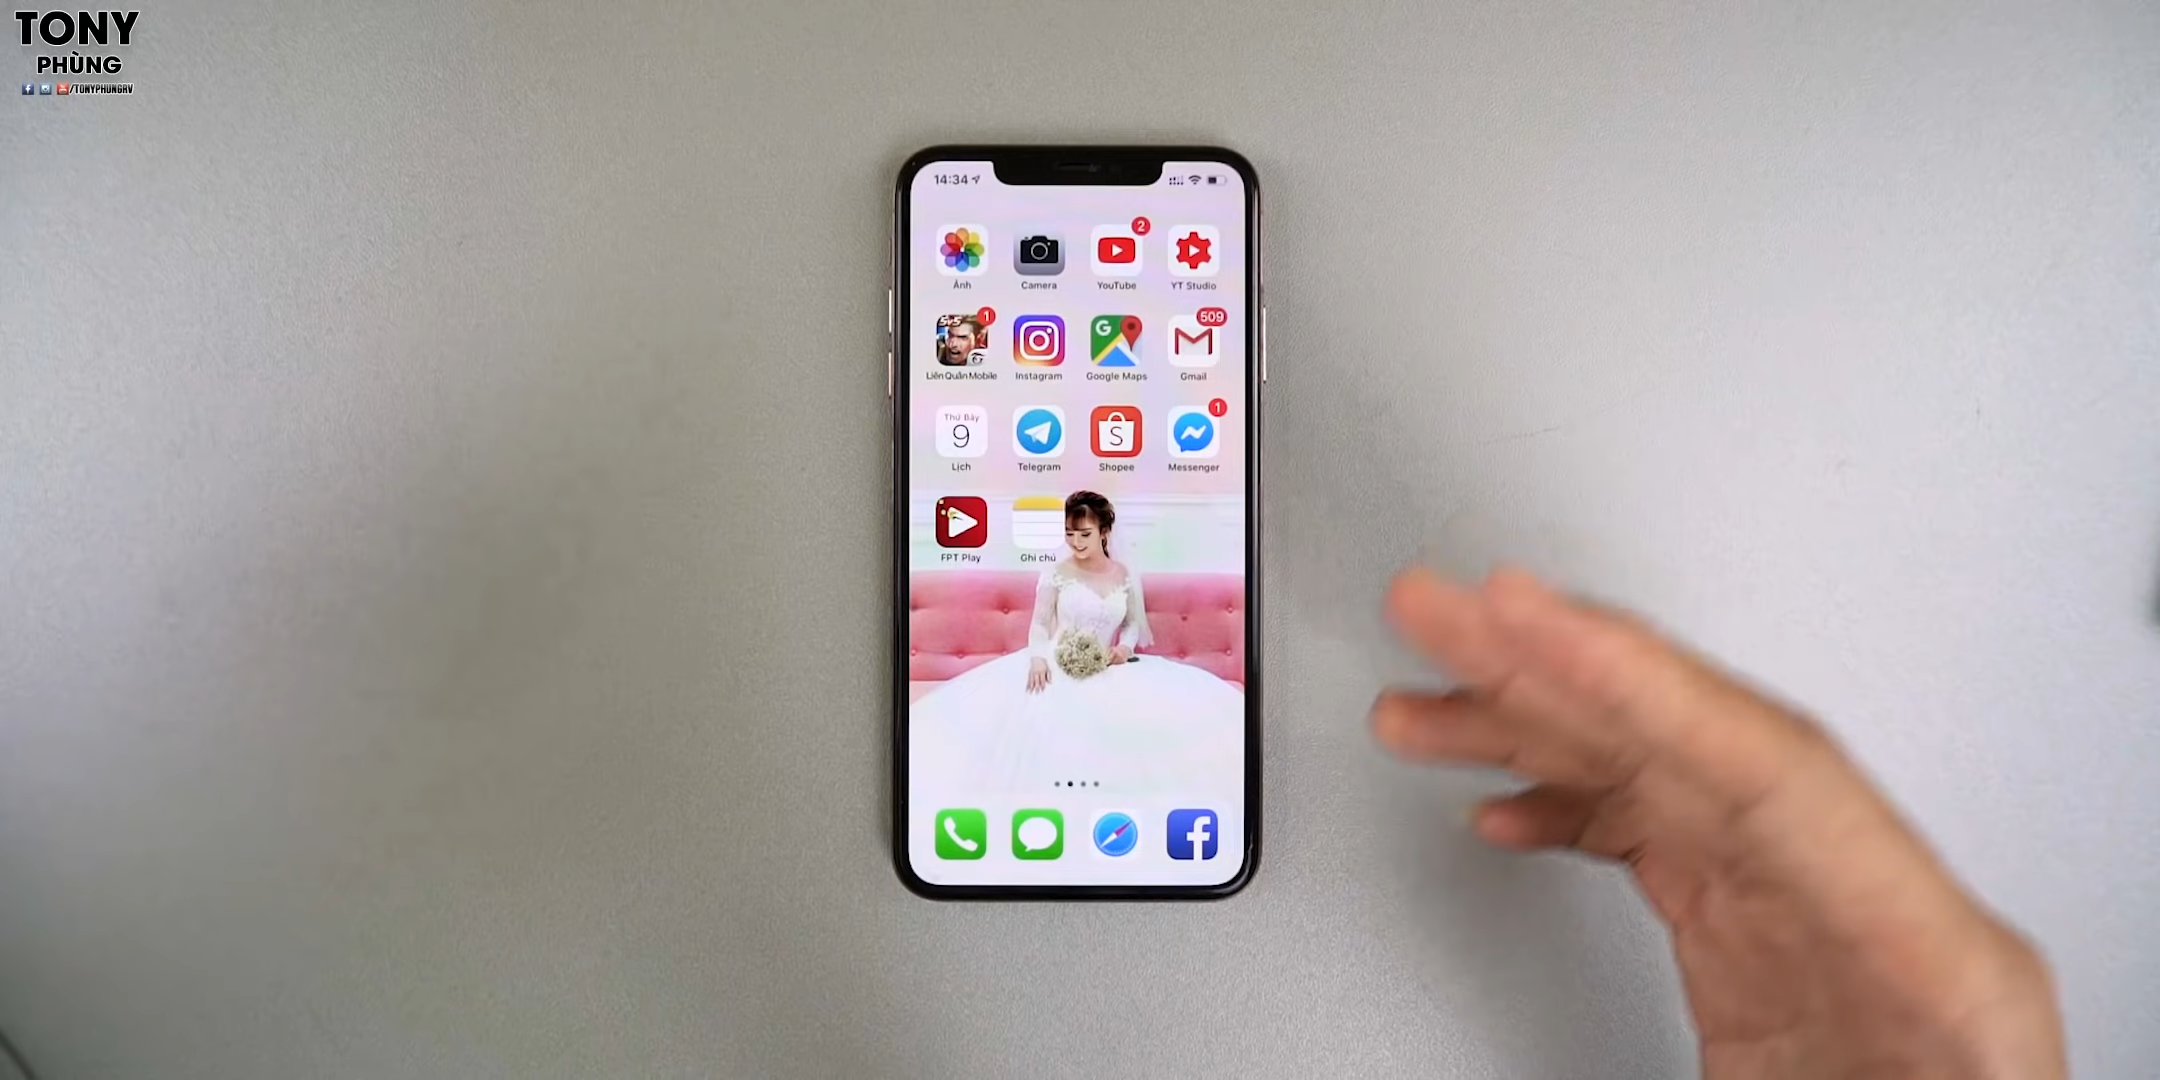 TONY
PHÙNG
/TONYPHUNGRV
14:34
2
Ảnh
Camera
YouTube
YT Studio
5v5
1
G
509
Liên Quân Mobile
Instagram
Google Maps
Gmail
Thứ Bảy
9
S
1
Lịch
Telegram
Shopee
Messenger
FPT Play
Ghi chú